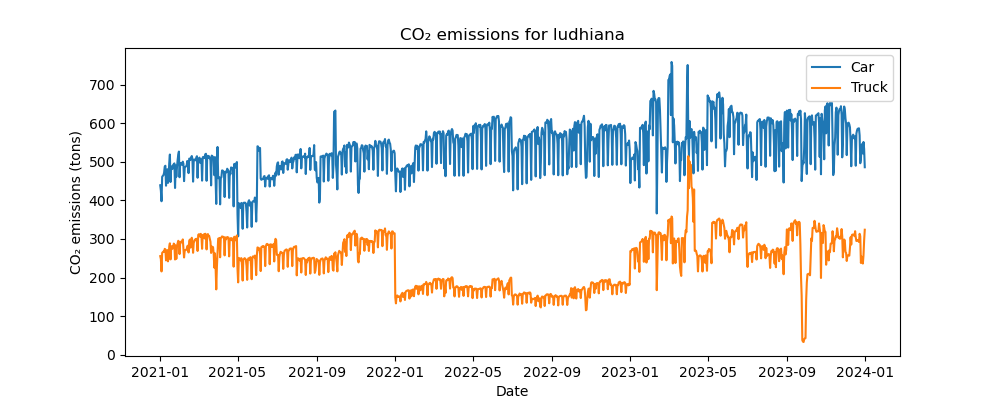 CO₂ emissions for ludhiana
CO₂ emissions (tons)
700
600
500
400
300
200
100
0
Car
Truck
2021-01 2021-05 2021-09 2022-01 2022-05 2022-09 2023-01 2023-05 2023-09 2024-01
Date